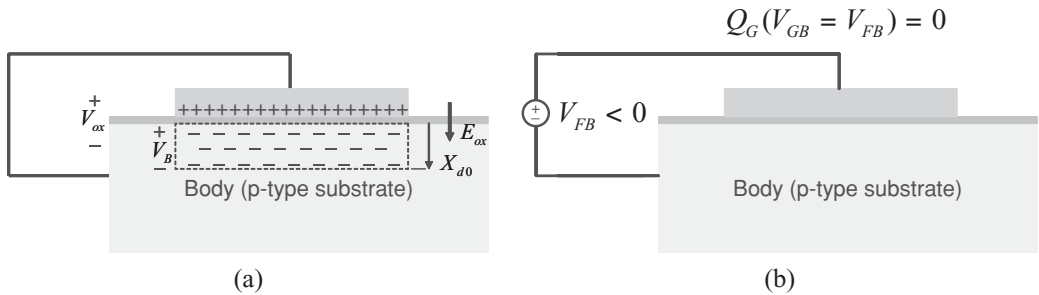 Q_G(V_GB = V_FB) = 0
+ + + + + + + + + + + + + + + + +
+
V_ox
−
+
V_B
−
E_ox
X_d0
Body (p-type substrate)
(a)
+
−
V_FB < 0
Body (p-type substrate)
(b)